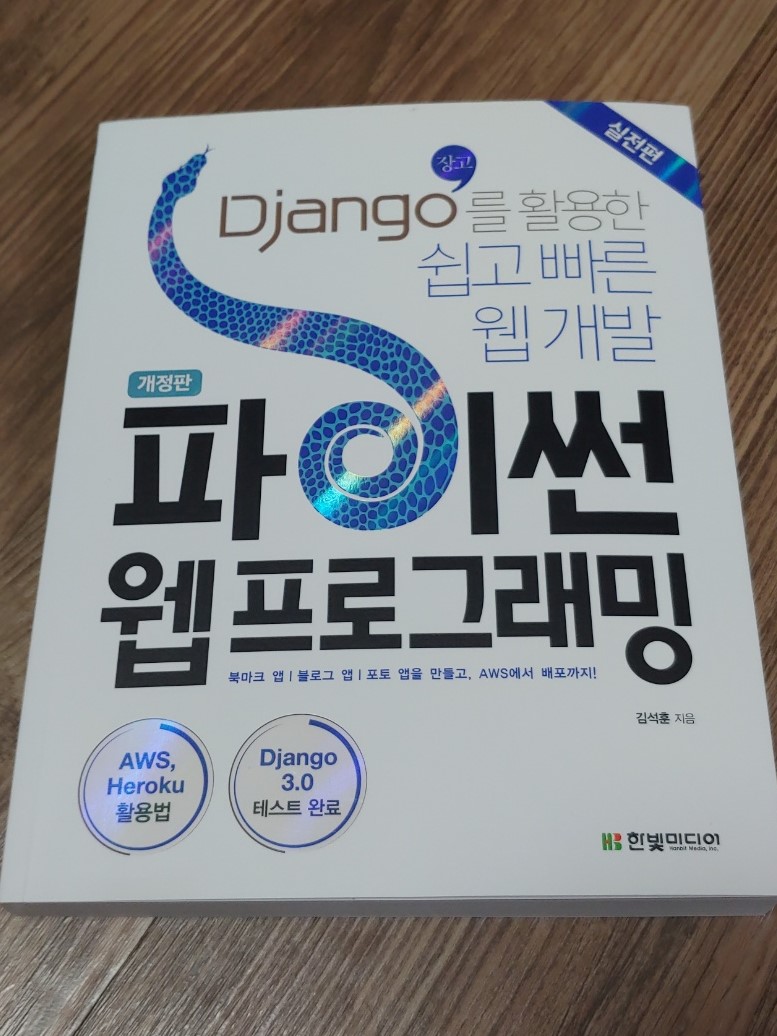 실전편
장고
Django를 활용한
쉽고 빠른
웹 개발
개정판
파이썬
웹 프로그래밍
북마크 앱 | 블로그 앱 | 포토 앱을 만들고, AWS에서 배포까지!
김석훈 지음
AWS,
Heroku
활용법
Django
3.0
테스트 완료
HB 한빛미디어
Hanbit Media, Inc.